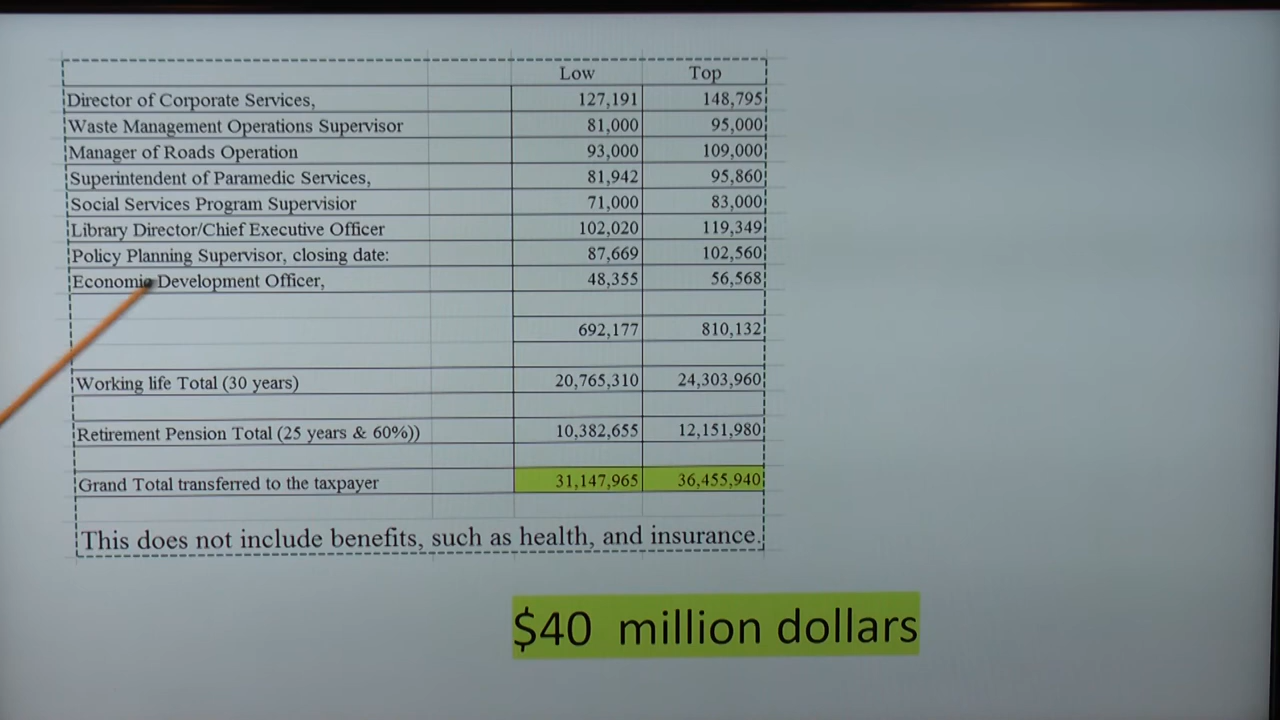 Low Top
Director of Corporate Services, 127,191 148,795
Waste Management Operations Supervisor 81,000 95,000
Manager of Roads Operation 93,000 109,000
Superintendent of Paramedic Services, 81,942 95,860
Social Services Program Supervisior 71,000 83,000
Library Director/Chief Executive Officer 102,020 119,349
Policy Planning Supervisor, closing date: 87,669 102,560
Economic Development Officer, 48,355 56,568
692,177 810,132
Working life Total (30 years) 20,765,310 24,303,960
Retirement Pension Total (25 years & 60%)) 10,382,655 12,151,980
Grand Total transferred to the taxpayer 31,147,965 36,455,940
This does not include benefits, such as health, and insurance.
$40 million dollars